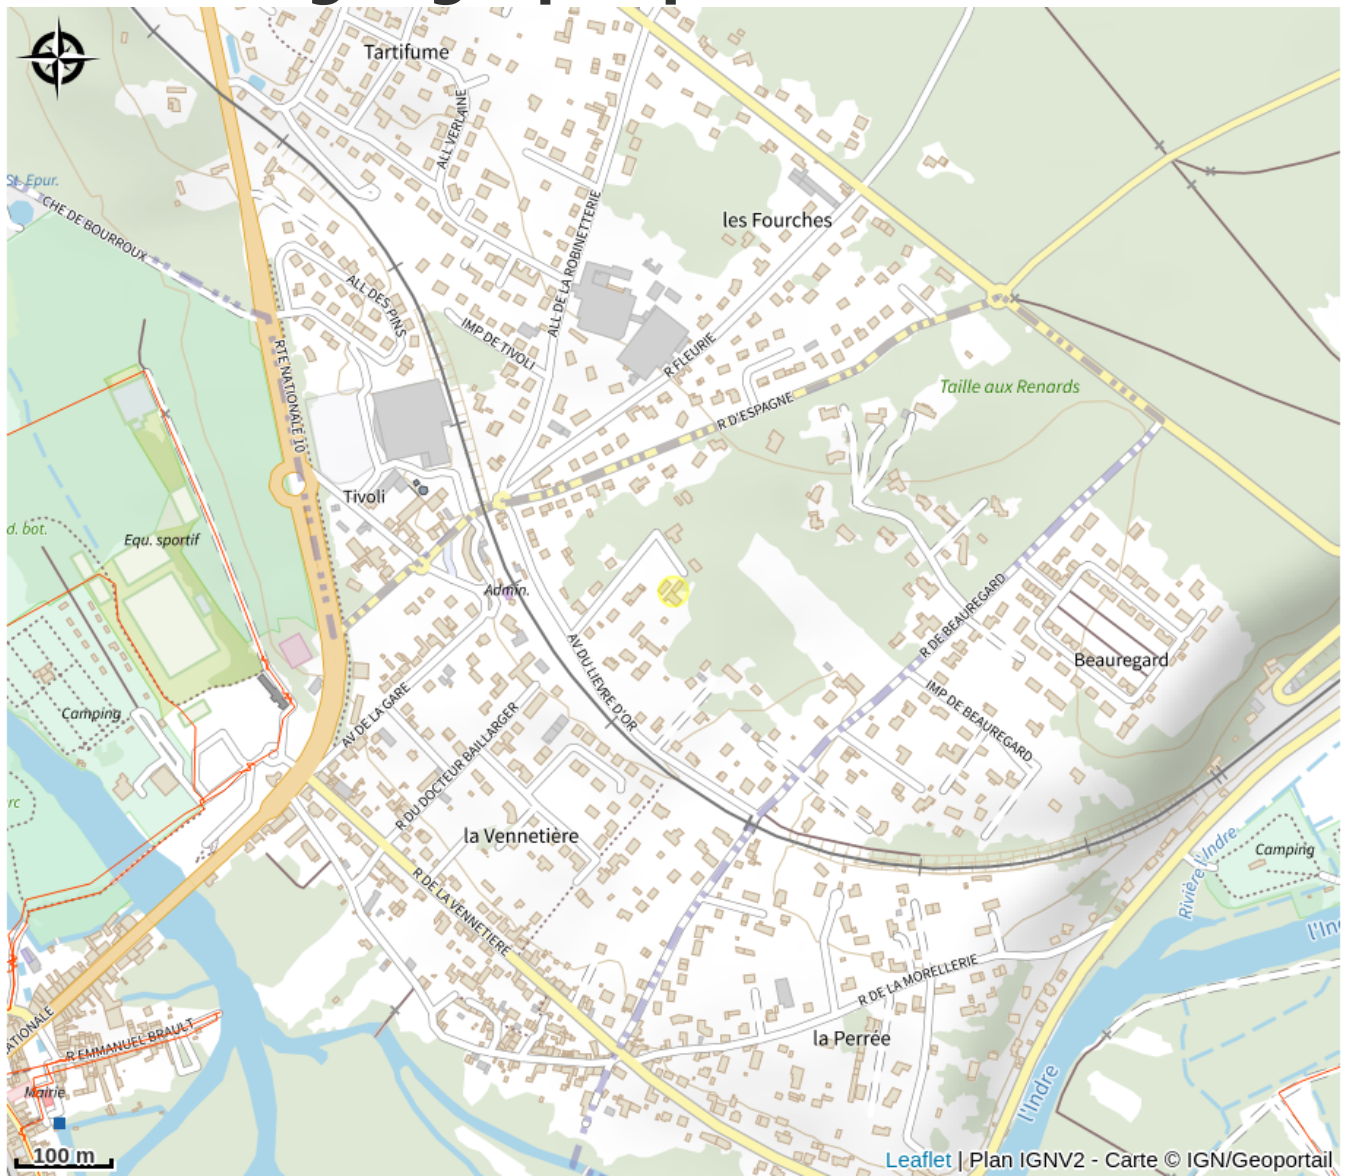 Tartifume
ALL VERLAINE
St. Epur.
CHE DE BOURROUX
ALL DE LA ROBINETTERIE
les Fourches
ALL DES PINS
IMP DE TIVOLI
RTE NATIONALE 10
R FLEURIE
R D'ESPAGNE
Taille aux Renards
Tivoli
d. bot.
Equ. sportif
Admin.
R DE BEAUREGARD
AV DU LIEVRE D'OR
Beauregard
Camping
AV DE LA GARE
IMP DE BEAUREGARD
R DU DOCTEUR BAILLARGER
rc
la Vennetière
Camping
Rivière l'Indre
R DE LA VENNETIERE
l'In
R DE LA MORELLERIE
ATIONALE
R EMMANUEL BRAULT
la Perrée
Mairie
l'Indre
100 m
Leaflet | Plan IGNV2 - Carte © IGN/Geoportail